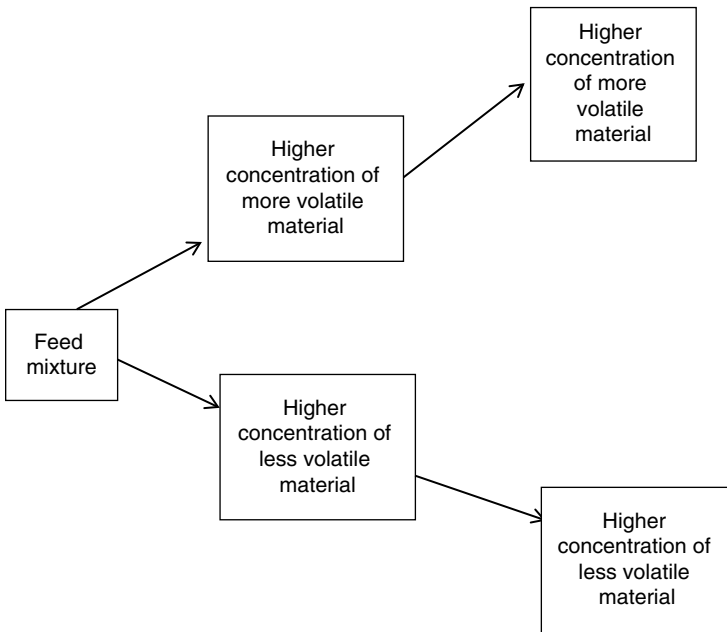 Higher
concentration
of more
volatile
material
Higher
concentration of
more volatile
material
Feed
mixture
Higher
concentration of
less volatile
material
Higher
concentration of
less volatile
material